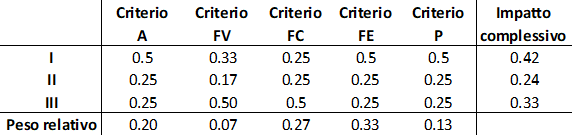 Criterio Criterio Criterio Criterio Criterio Impatto
A FV FC FE P complessivo
I 0.5 0.33 0.25 0.5 0.5 0.42
II 0.25 0.17 0.25 0.25 0.25 0.24
III 0.25 0.50 0.5 0.25 0.25 0.33
Peso relativo 0.20 0.07 0.27 0.33 0.13